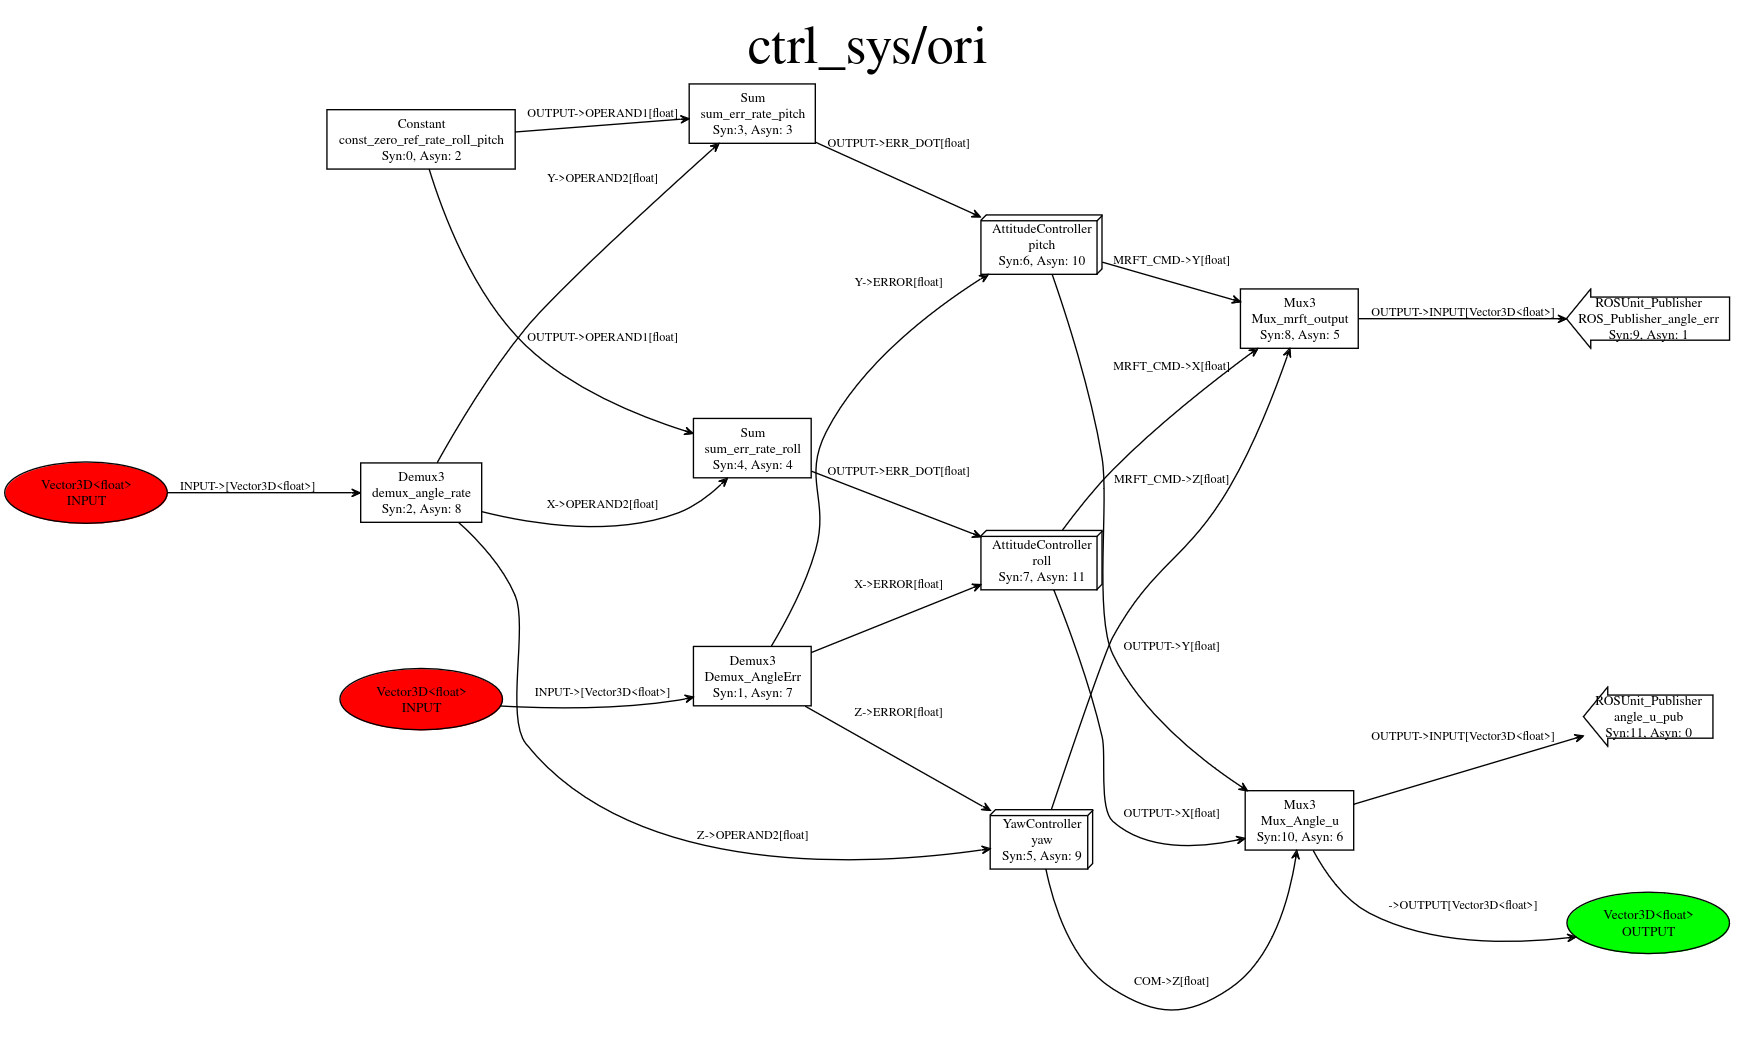 ctrl_sys/ori
Constant
const_zero_ref_rate_roll_pitch
Syn:0, Asyn: 2
OUTPUT->OPERAND1[float]
Sum
sum_err_rate_pitch
Syn:3, Asyn: 3
OUTPUT->ERR_DOT[float]
Y->OPERAND2[float]
AttitudeController
pitch
Syn:6, Asyn: 10
MRFT_CMD->Y[float]
Y->ERROR[float]
Mux3
Mux_mrft_output
Syn:8, Asyn: 5
OUTPUT->INPUT[Vector3D<float>]
ROSUnit_Publisher
ROS_Publisher_angle_err
Syn:9, Asyn: 1
OUTPUT->OPERAND1[float]
MRFT_CMD->X[float]
Sum
sum_err_rate_roll
Syn:4, Asyn: 4
OUTPUT->ERR_DOT[float]
MRFT_CMD->Z[float]
Vector3D<float>
INPUT
INPUT->[Vector3D<float>]
Demux3
demux_angle_rate
Syn:2, Asyn: 8
X->OPERAND2[float]
AttitudeController
roll
Syn:7, Asyn: 11
X->ERROR[float]
OUTPUT->Y[float]
Demux3
Demux_AngleErr
Syn:1, Asyn: 7
Vector3D<float>
INPUT
INPUT->[Vector3D<float>]
Z->ERROR[float]
ROSUnit_Publisher
angle_u_pub
Syn:11, Asyn: 0
OUTPUT->INPUT[Vector3D<float>]
OUTPUT->X[float]
Mux3
Mux_Angle_u
Syn:10, Asyn: 6
Z->OPERAND2[float]
YawController
yaw
Syn:5, Asyn: 9
->OUTPUT[Vector3D<float>]
Vector3D<float>
OUTPUT
COM->Z[float]